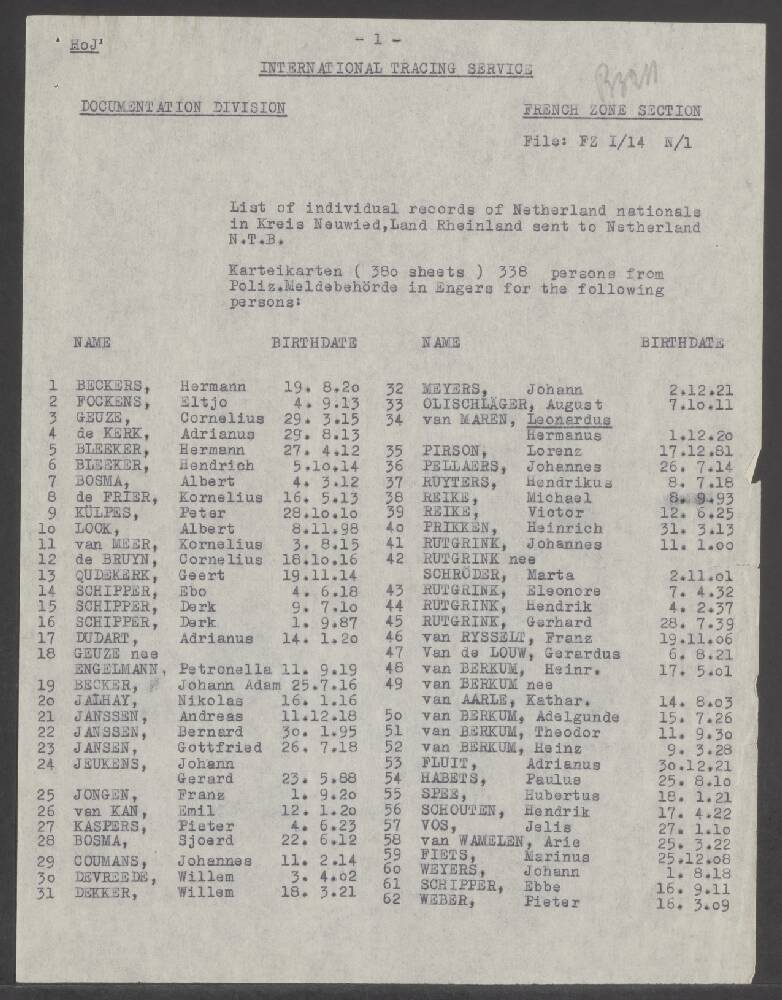 HoJ'
- 1 -
INTERNATIONAL TRACING SERVICE
DOCUMENTATION DIVISION
FRENCH ZONE SECTION
File: FZ I/14 N/1
List of individual records of Netherland nationals
in Kreis Neuwied,Land Rheinland sent to Netherland
N.T.B.
Karteikarten ( 38o sheets ) 338 persons from
Poliz.Meldebehörde in Engers for the following
persons:
NAME BIRTHDATE
1 BECKERS, Hermann 19. 8.2o
2 FOCKENS, Eltjo 4. 9.13
3 GEUZE, Cornelius 29. 3.15
4 de KERK, Adrianus 29. 8.13
5 BLEEKER, Hermann 27. 4.12
6 BLEEKER, Hendrich 5.1o.14
7 BOSMA, Albert 4. 3.12
8 de FRIER, Kornelius 16. 5.13
9 KÜLPES, Peter 28.1o.1o
1o LOOK, Albert 8.11.98
11 van MEER, Kornelius 3. 8.15
12 de BRUYN, Cornelius 18.1o.16
13 QUDEKERK, Geert 19.11.14
14 SCHIPPER, Ebo 4. 6.18
15 SCHIPPER, Derk 9. 7.1o
16 SCHIPPER, Derk 1. 9.87
17 DUDART, Adrianus 14. 1.2o
18 GEUZE nee
ENGELMANN, Petronella 11. 9.19
19 BECKER, Johann Adam 25.7.16
2o JALHAY, Nikolas 16. 1.16
21 JANSSEN, Andreas 11.12.18
22 JANSSEN, Bernard 3o. 1.95
23 JANSEN, Gottfried 26. 7.18
24 JEUKENS, Johann
Gerard 23. 5.88
25 JONGEN, Franz 1. 9.2o
26 van KAN, Emil 12. 1.2o
27 KASPERS, Pieter 4. 6.23
28 BOSMA, Sjoerd 22. 6.12
29 COUMANS, Johannes 11. 2.14
3o DEVREEDE, Willem 3. 4.o2
31 DEKKER, Willem 18. 3.21
NAME BIRTHDATE
32 MEYERS, Johann 2.12.21
33 OLISCHLÄGER, August 7.1o.11
34 van MAREN, Leonardus
Hermanus 1.12.2o
35 PIRSON, Lorenz 17.12.81
36 PELLAERS, Johannes 26. 7.14
37 RUYTERS, Hendrikus 8. 7.18
38 REIKE, Michael 8. 9.93
39 REIKE, Victor 12. 6.25
4o PRIKKEN, Heinrich 31. 3.13
41 RUTGRINK, Johannes 11. 1.oo
42 RUTGRINK nee
SCHRÖDER, Marta 2.11.o1
43 RUTGRINK, Eleonore 7. 4.32
44 RUTGRINK, Hendrik 4. 2.37
45 RUTGRINK, Gerhard 28. 7.39
46 van RYSSELT, Franz 19.11.o6
47 Van de LOUW, Gerardus 6. 8.21
48 van BERKUM, Heinr. 17. 5.o1
49 van BERKUM nee
van AARLE, Kathar. 14. 8.o3
5o van BERKUM, Adelgunde 15. 7.26
51 van BERKUM, Theodor 11. 9.3o
52 van BERKUM, Heinz 9. 3.28
53 FLUIT, Adrianus 3o.12.21
54 HABETS, Paulus 25. 8.1o
55 SPEE, Hubertus 18. 1.21
56 SCHOUTEN, Hendrik 17. 4.22
57 VOS, Jelis 27. 1.1o
58 van WAMELEN, Arie 25. 3.22
59 FIETS, Marinus 25.12.o8
6o WEYERS, Johann 1. 8.18
61 SCHIPPER, Ebbe 16. 9.11
62 WEBER, Pieter 16. 3.o9